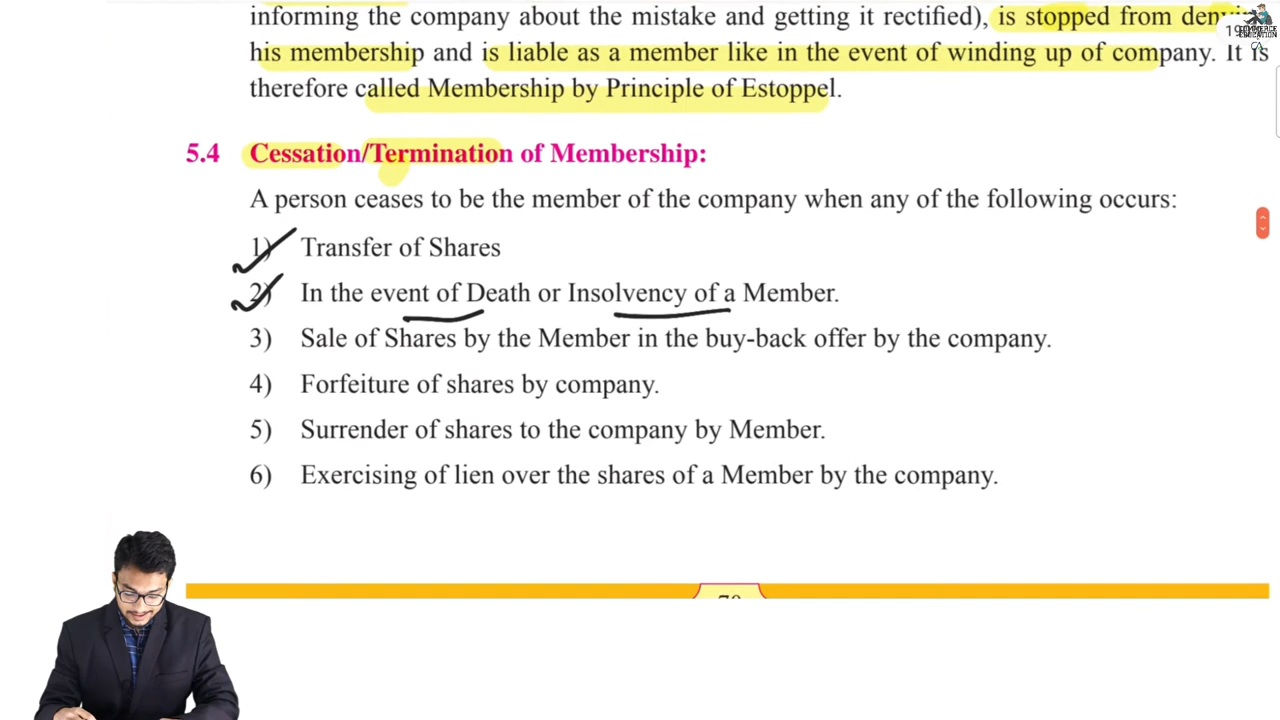 informing the company about the mistake and getting it rectified), is stopped from denying
his membership and is liable as a member like in the event of winding up of company. It is
therefore called Membership by Principle of Estoppel.
5.4 Cessation/Termination of Membership:
A person ceases to be the member of the company when any of the following occurs:
1) Transfer of Shares
2) In the event of Death or Insolvency of a Member.
3) Sale of Shares by the Member in the buy-back offer by the company.
4) Forfeiture of shares by company.
5) Surrender of shares to the company by Member.
6) Exercising of lien over the shares of a Member by the company.
COMMERCE
EDUCATION